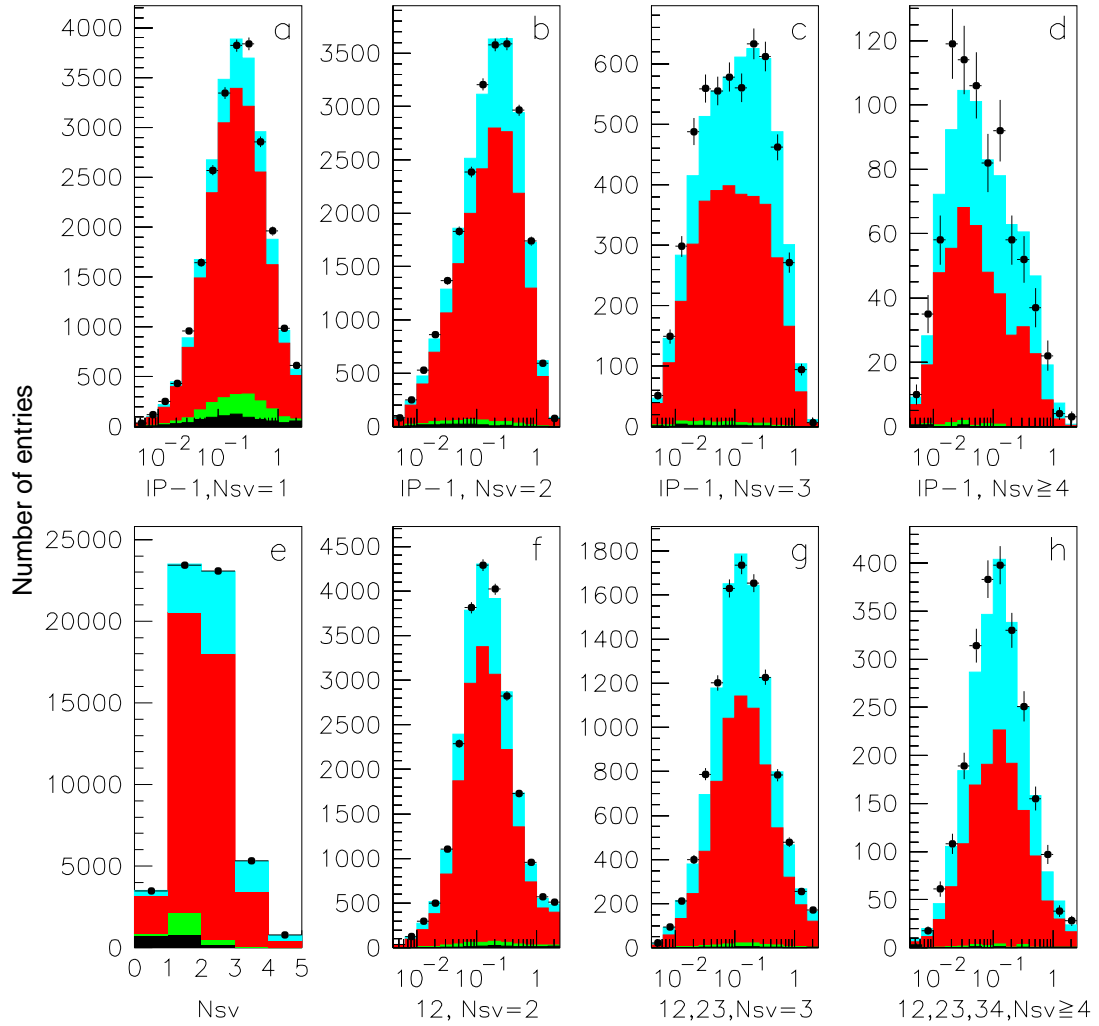 Number of entries
a
4000
3500
3000
2500
2000
1500
1000
500
0
10⁻² 10⁻¹ 1
IP−1,Nsv=1
b
3500
3000
2500
2000
1500
1000
500
0
10⁻² 10⁻¹ 1
IP−1, Nsv=2
c
600
500
400
300
200
100
0
10⁻² 10⁻¹ 1
IP−1, Nsv=3
d
120
100
80
60
40
20
0
10⁻² 10⁻¹ 1
IP−1, Nsv≧4
e
25000
20000
15000
10000
5000
0
0 1 2 3 4 5
Nsv
f
4500
4000
3500
3000
2500
2000
1500
1000
500
0
10⁻² 10⁻¹ 1
12, Nsv=2
g
1800
1600
1400
1200
1000
800
600
400
200
0
10⁻² 10⁻¹ 1
12,23,Nsv=3
h
400
350
300
250
200
150
100
50
0
10⁻² 10⁻¹ 1
12,23,34,Nsv≧4